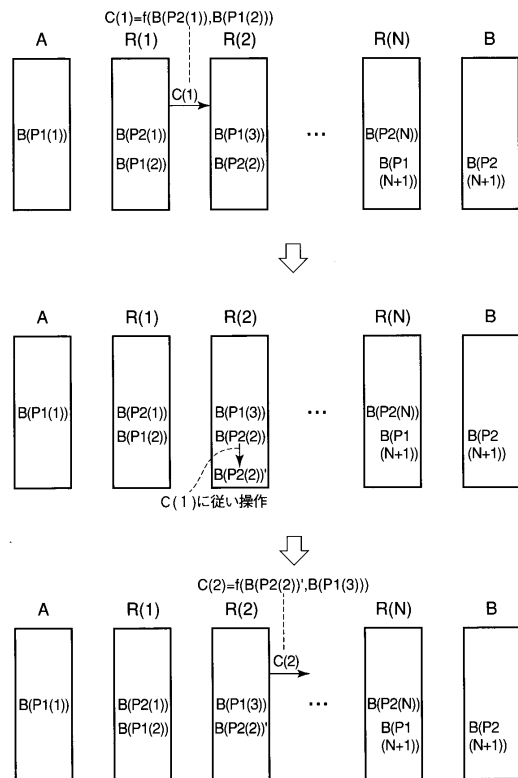 C(1)=f(B(P2(1)),B(P1(2)))
A R(1) R(2) R(N) B
C(1)
B(P1(1)) B(P2(1)) B(P1(3)) … B(P2(N))
B(P1(2)) B(P2(2)) B(P1 B(P2
(N+1)) (N+1))
A R(1) R(2) R(N) B
B(P1(1)) B(P2(1)) B(P1(3)) … B(P2(N))
B(P1(2)) B(P2(2)) B(P1 B(P2
(N+1)) (N+1))
B(P2(2))'
C(1)に従い操作
C(2)=f(B(P2(2))',B(P1(3)))
A R(1) R(2) R(N) B
C(2)
B(P1(1)) B(P2(1)) B(P1(3)) … B(P2(N))
B(P1(2)) B(P2(2))' B(P1 B(P2
(N+1)) (N+1))